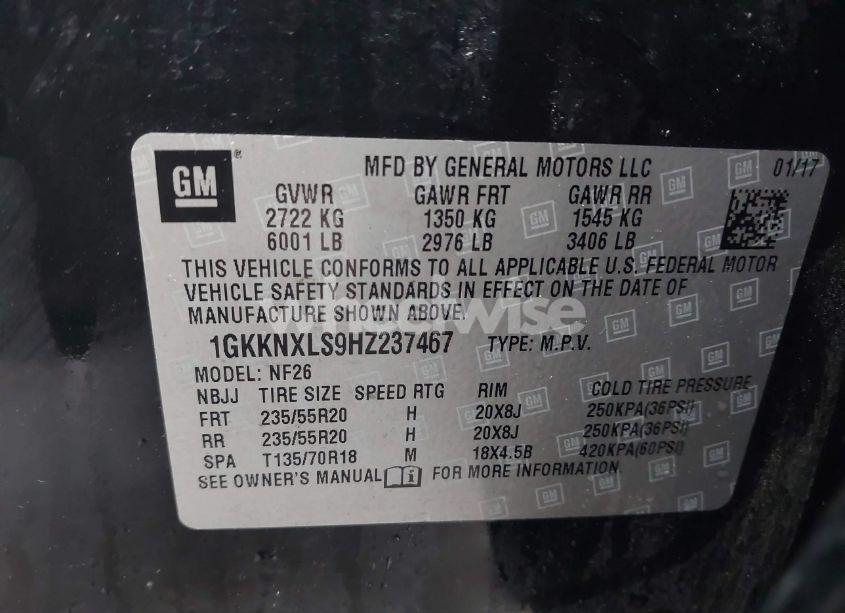 GM ® MFD BY GENERAL MOTORS LLC 01/17
GVWR GAWR FRT GAWR RR
2722 KG 1350 KG 1545 KG
6001 LB 2976 LB 3406 LB
THIS VEHICLE CONFORMS TO ALL APPLICABLE U.S. FEDERAL MOTOR
VEHICLE SAFETY STANDARDS IN EFFECT ON THE DATE OF
MANUFACTURE SHOWN ABOVE.
wheelwise
1GKKNXLS9HZ237467 TYPE: M.P.V.
MODEL: NF26
NBJJ TIRE SIZE SPEED RTG RIM COLD TIRE PRESSURE
FRT 235/55R20 H 20X8J 250KPA(36PSI)
RR 235/55R20 H 20X8J 250KPA(36PSI)
SPA T135/70R18 M 18X4.5B 420KPA(60PSI)
SEE OWNER'S MANUAL i FOR MORE INFORMATION